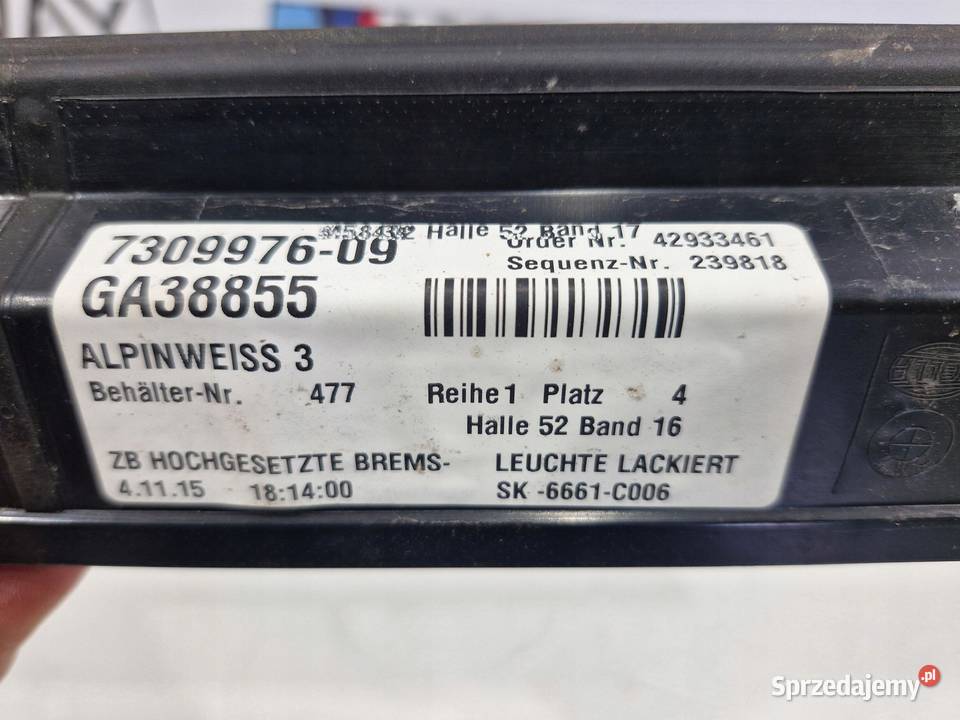 Halle 52 Band 17
7309976-09 Order Nr. 42933461
Sequenz-Nr. 239818
GA38855
ALPINWEISS 3
Behälter-Nr. 477 Reihe 1 Platz 4
Halle 52 Band 16
ZB HOCHGESETZTE BREMS- LEUCHTE LACKIERT
4.11.15 18:14:00 SK -6661-C006
Sprzedajemy.pl